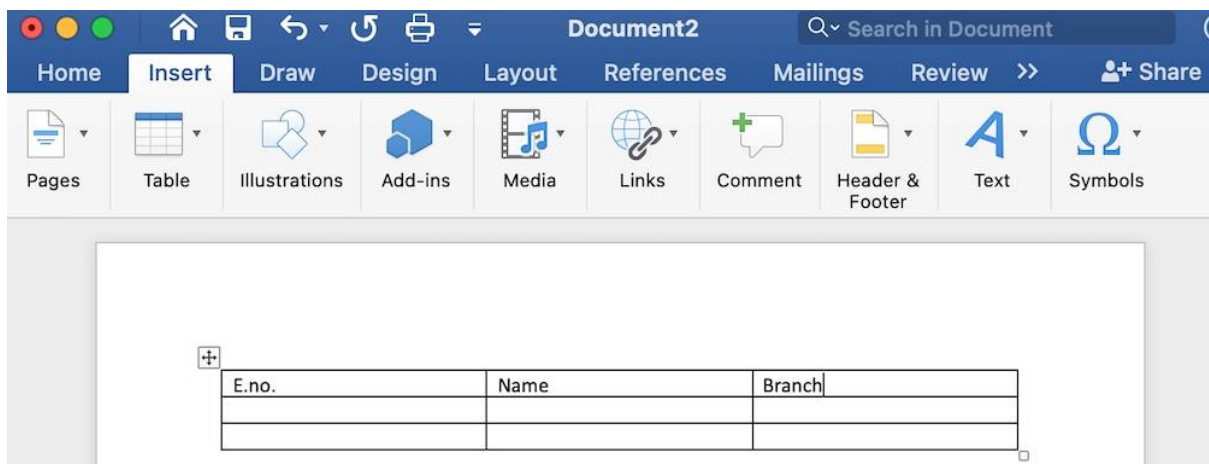 Document2 Search in Document
Home Insert Draw Design Layout References Mailings Review >> Share
Pages Table Illustrations Add-ins Media Links Comment Header & Text Symbols
Footer
E.no. Name Branch